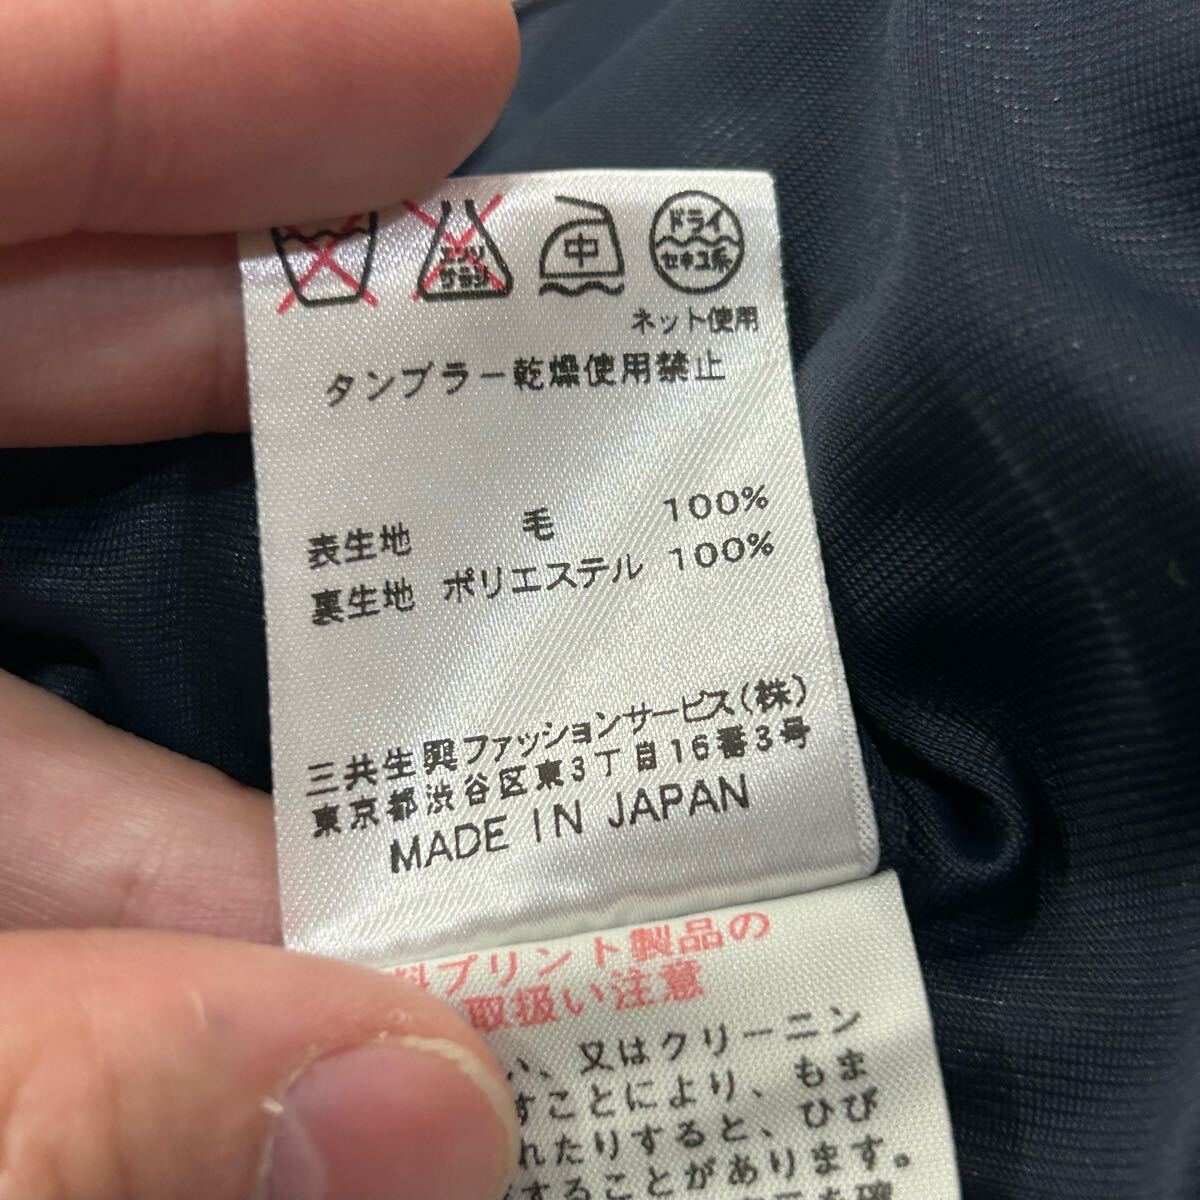 エンソ
サラシ
中
ドライ
セキユ系
ネット使用
タンブラー乾燥使用禁止
表生地 毛 100%
裏生地 ポリエステル 100%
三共生興ファッションサービス(株)
東京都渋谷区東3丁目16番3号
MADE IN JAPAN
料プリント製品の
取扱い注意
い、又はクリーニン
すことにより、もま
れたりすると、ひび
することがあります。
を確